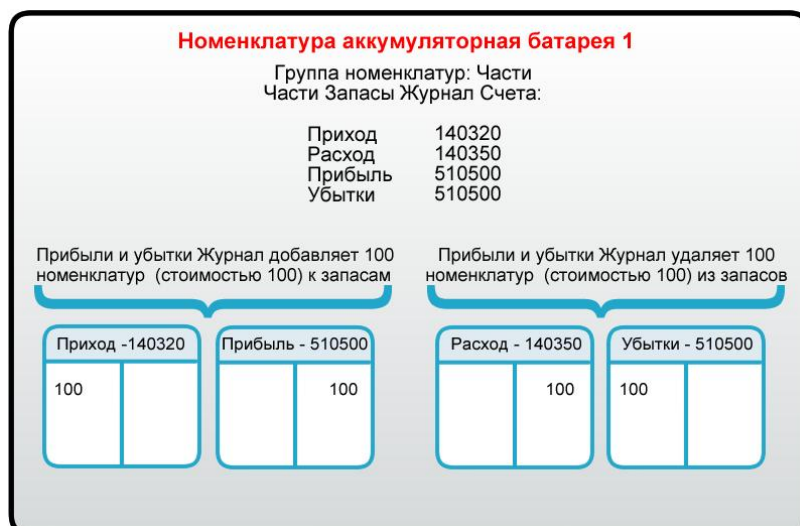 Номенклатура аккумуляторная батарея 1
Группа номенклатур: Части
Части Запасы Журнал Счета:
Приход 140320
Расход 140350
Прибыль 510500
Убытки 510500
Прибыли и убытки Журнал добавляет 100
номенклатур (стоимостью 100) к запасам
Прибыли и убытки Журнал удаляет 100
номенклатур (стоимостью 100) из запасов
Приход -140320
Прибыль - 510500
Расход - 140350
Убытки - 510500
100
100
100
100